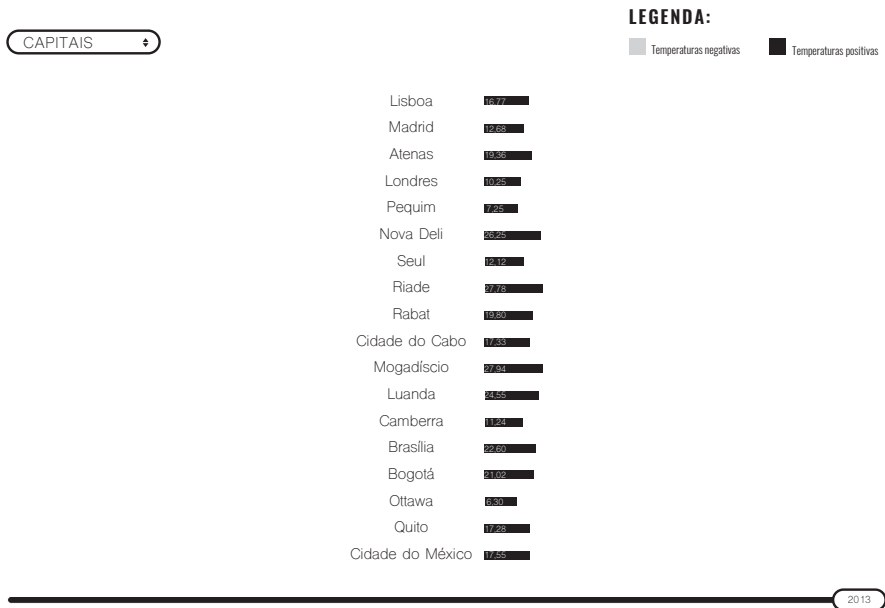 LEGENDA:
CAPITAIS
Temperaturas negativas
Temperaturas positivas
Lisboa 16,77
Madrid 12,68
Atenas 19,36
Londres 10,25
Pequim 7,25
Nova Deli 26,25
Seul 12,12
Riade 27,78
Rabat 19,80
Cidade do Cabo 17,33
Mogadíscio 27,94
Luanda 24,55
Camberra 11,24
Brasília 22,60
Bogotá 21,02
Ottawa 6,30
Quito 17,28
Cidade do México 17,55
2013